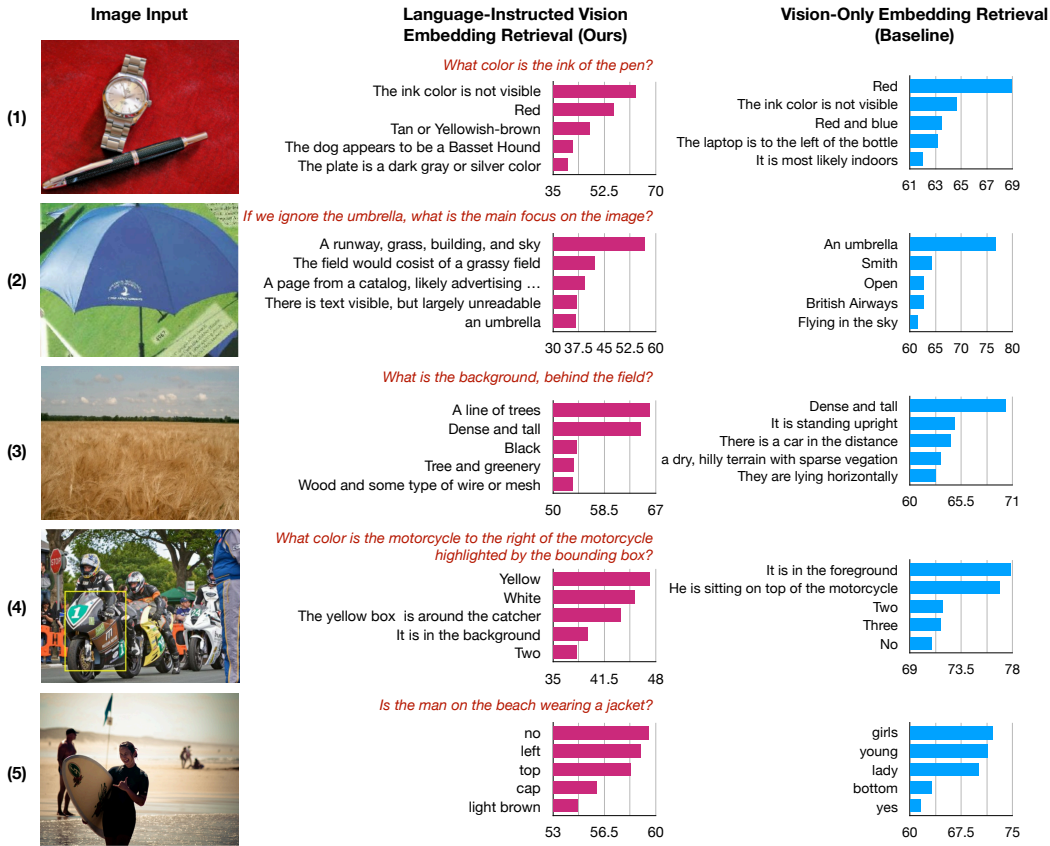 Image Input
Language-Instructed Vision
Embedding Retrieval (Ours)
Vision-Only Embedding Retrieval
(Baseline)
(1)
What color is the ink of the pen?
The ink color is not visible
Red
Tan or Yellowish-brown
The dog appears to be a Basset Hound
The plate is a dark gray or silver color
35 52.5 70
Red
The ink color is not visible
Red and blue
The laptop is to the left of the bottle
It is most likely indoors
61 63 65 67 69
(2)
If we ignore the umbrella, what is the main focus on the image?
A runway, grass, building, and sky
The field would cosist of a grassy field
A page from a catalog, likely advertising ...
There is text visible, but largely unreadable
an umbrella
30 37.5 45 52.5 60
An umbrella
Smith
Open
British Airways
Flying in the sky
60 65 70 75 80
(3)
What is the background, behind the field?
A line of trees
Dense and tall
Black
Tree and greenery
Wood and some type of wire or mesh
50 58.5 67
Dense and tall
It is standing upright
There is a car in the distance
a dry, hilly terrain with sparse vegation
They are lying horizontally
60 65.5 71
(4)
STOP
1
What color is the motorcycle to the right of the motorcycle
highlighted by the bounding box?
Yellow
White
The yellow box is around the catcher
It is in the background
Two
35 41.5 48
It is in the foreground
He is sitting on top of the motorcycle
Two
Three
No
69 73.5 78
(5)
Is the man on the beach wearing a jacket?
no
left
top
cap
light brown
53 56.5 60
girls
young
lady
bottom
yes
60 67.5 75